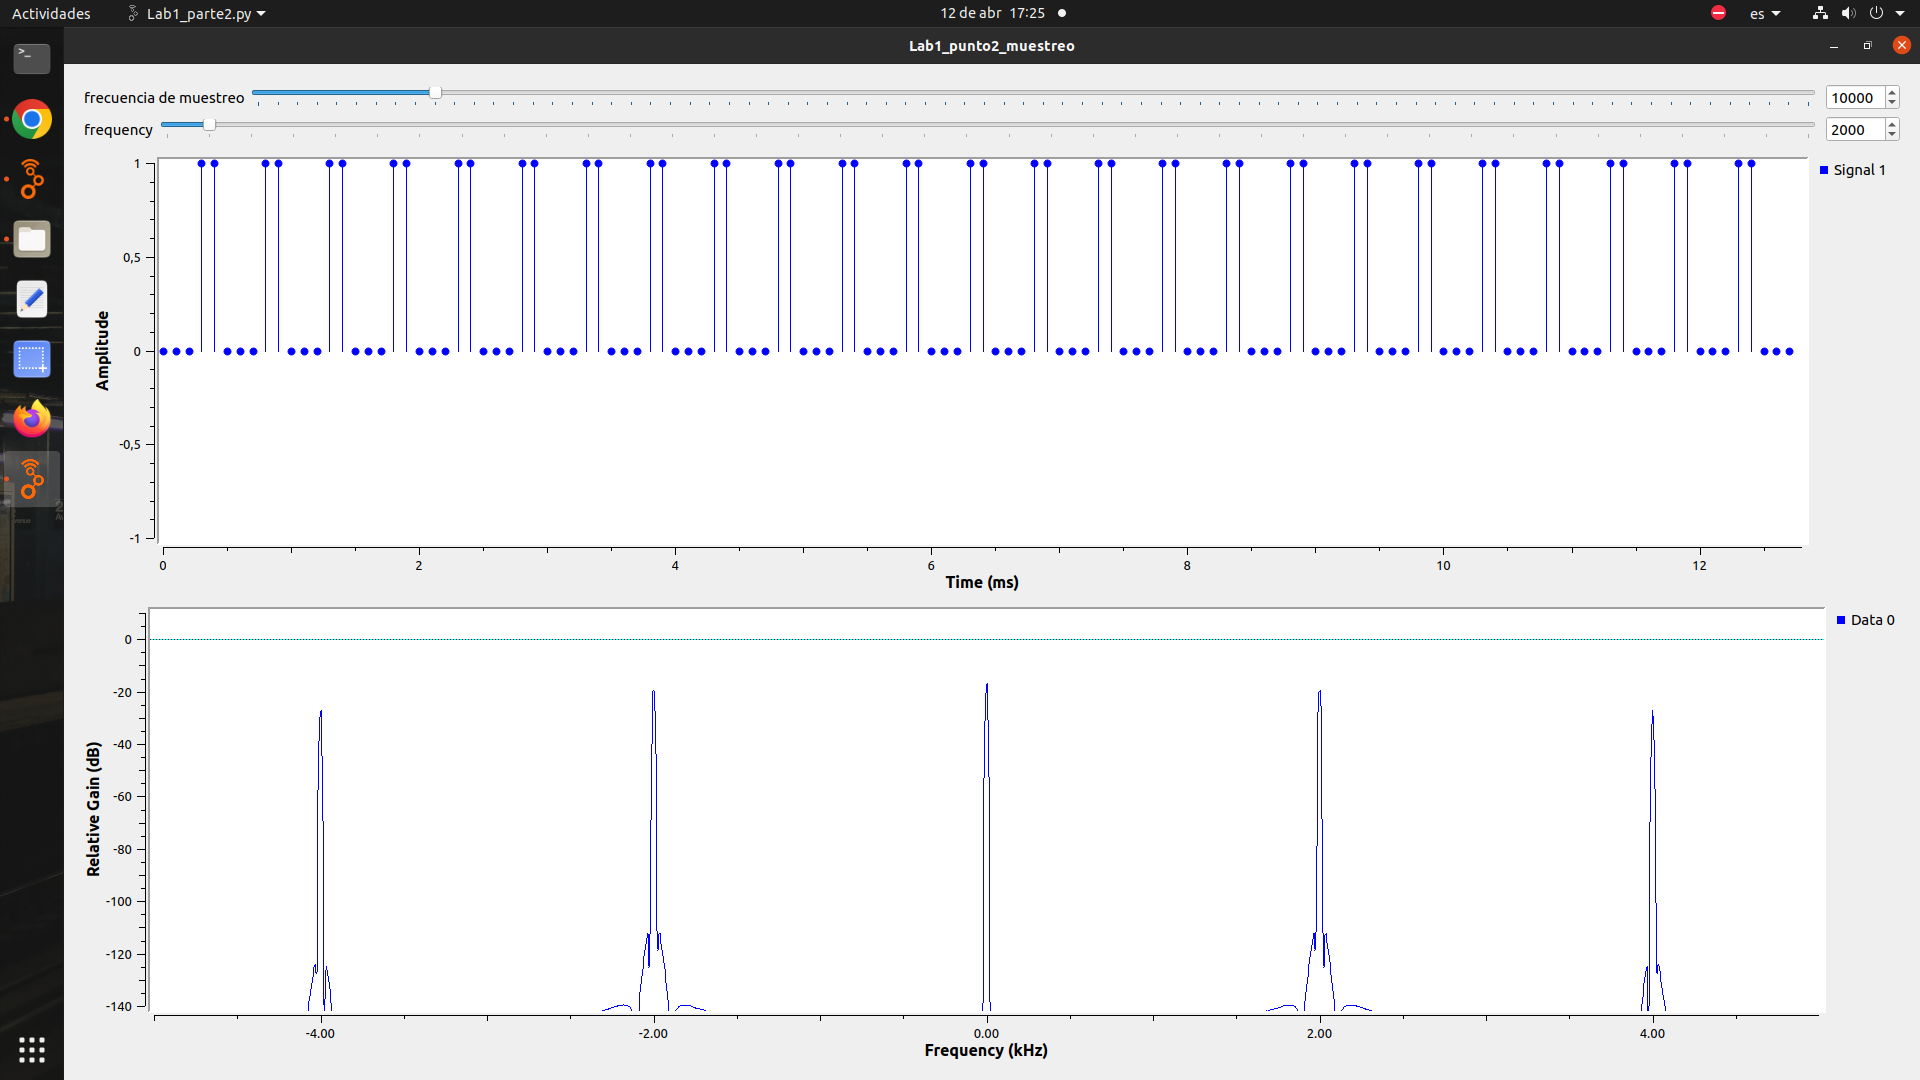 Actividades
Lab1_parte2.py
12 de abr 17:25
es
Lab1_punto2_muestreo
frecuencia de muestreo
10000
frequency
2000
1
0,5
0
-0,5
-1
Amplitude
0 2 4 6 8 10 12
Time (ms)
Signal 1
0
-20
-40
-60
-80
-100
-120
-140
Relative Gain (dB)
-4.00 -2.00 0.00 2.00 4.00
Frequency (kHz)
Data 0